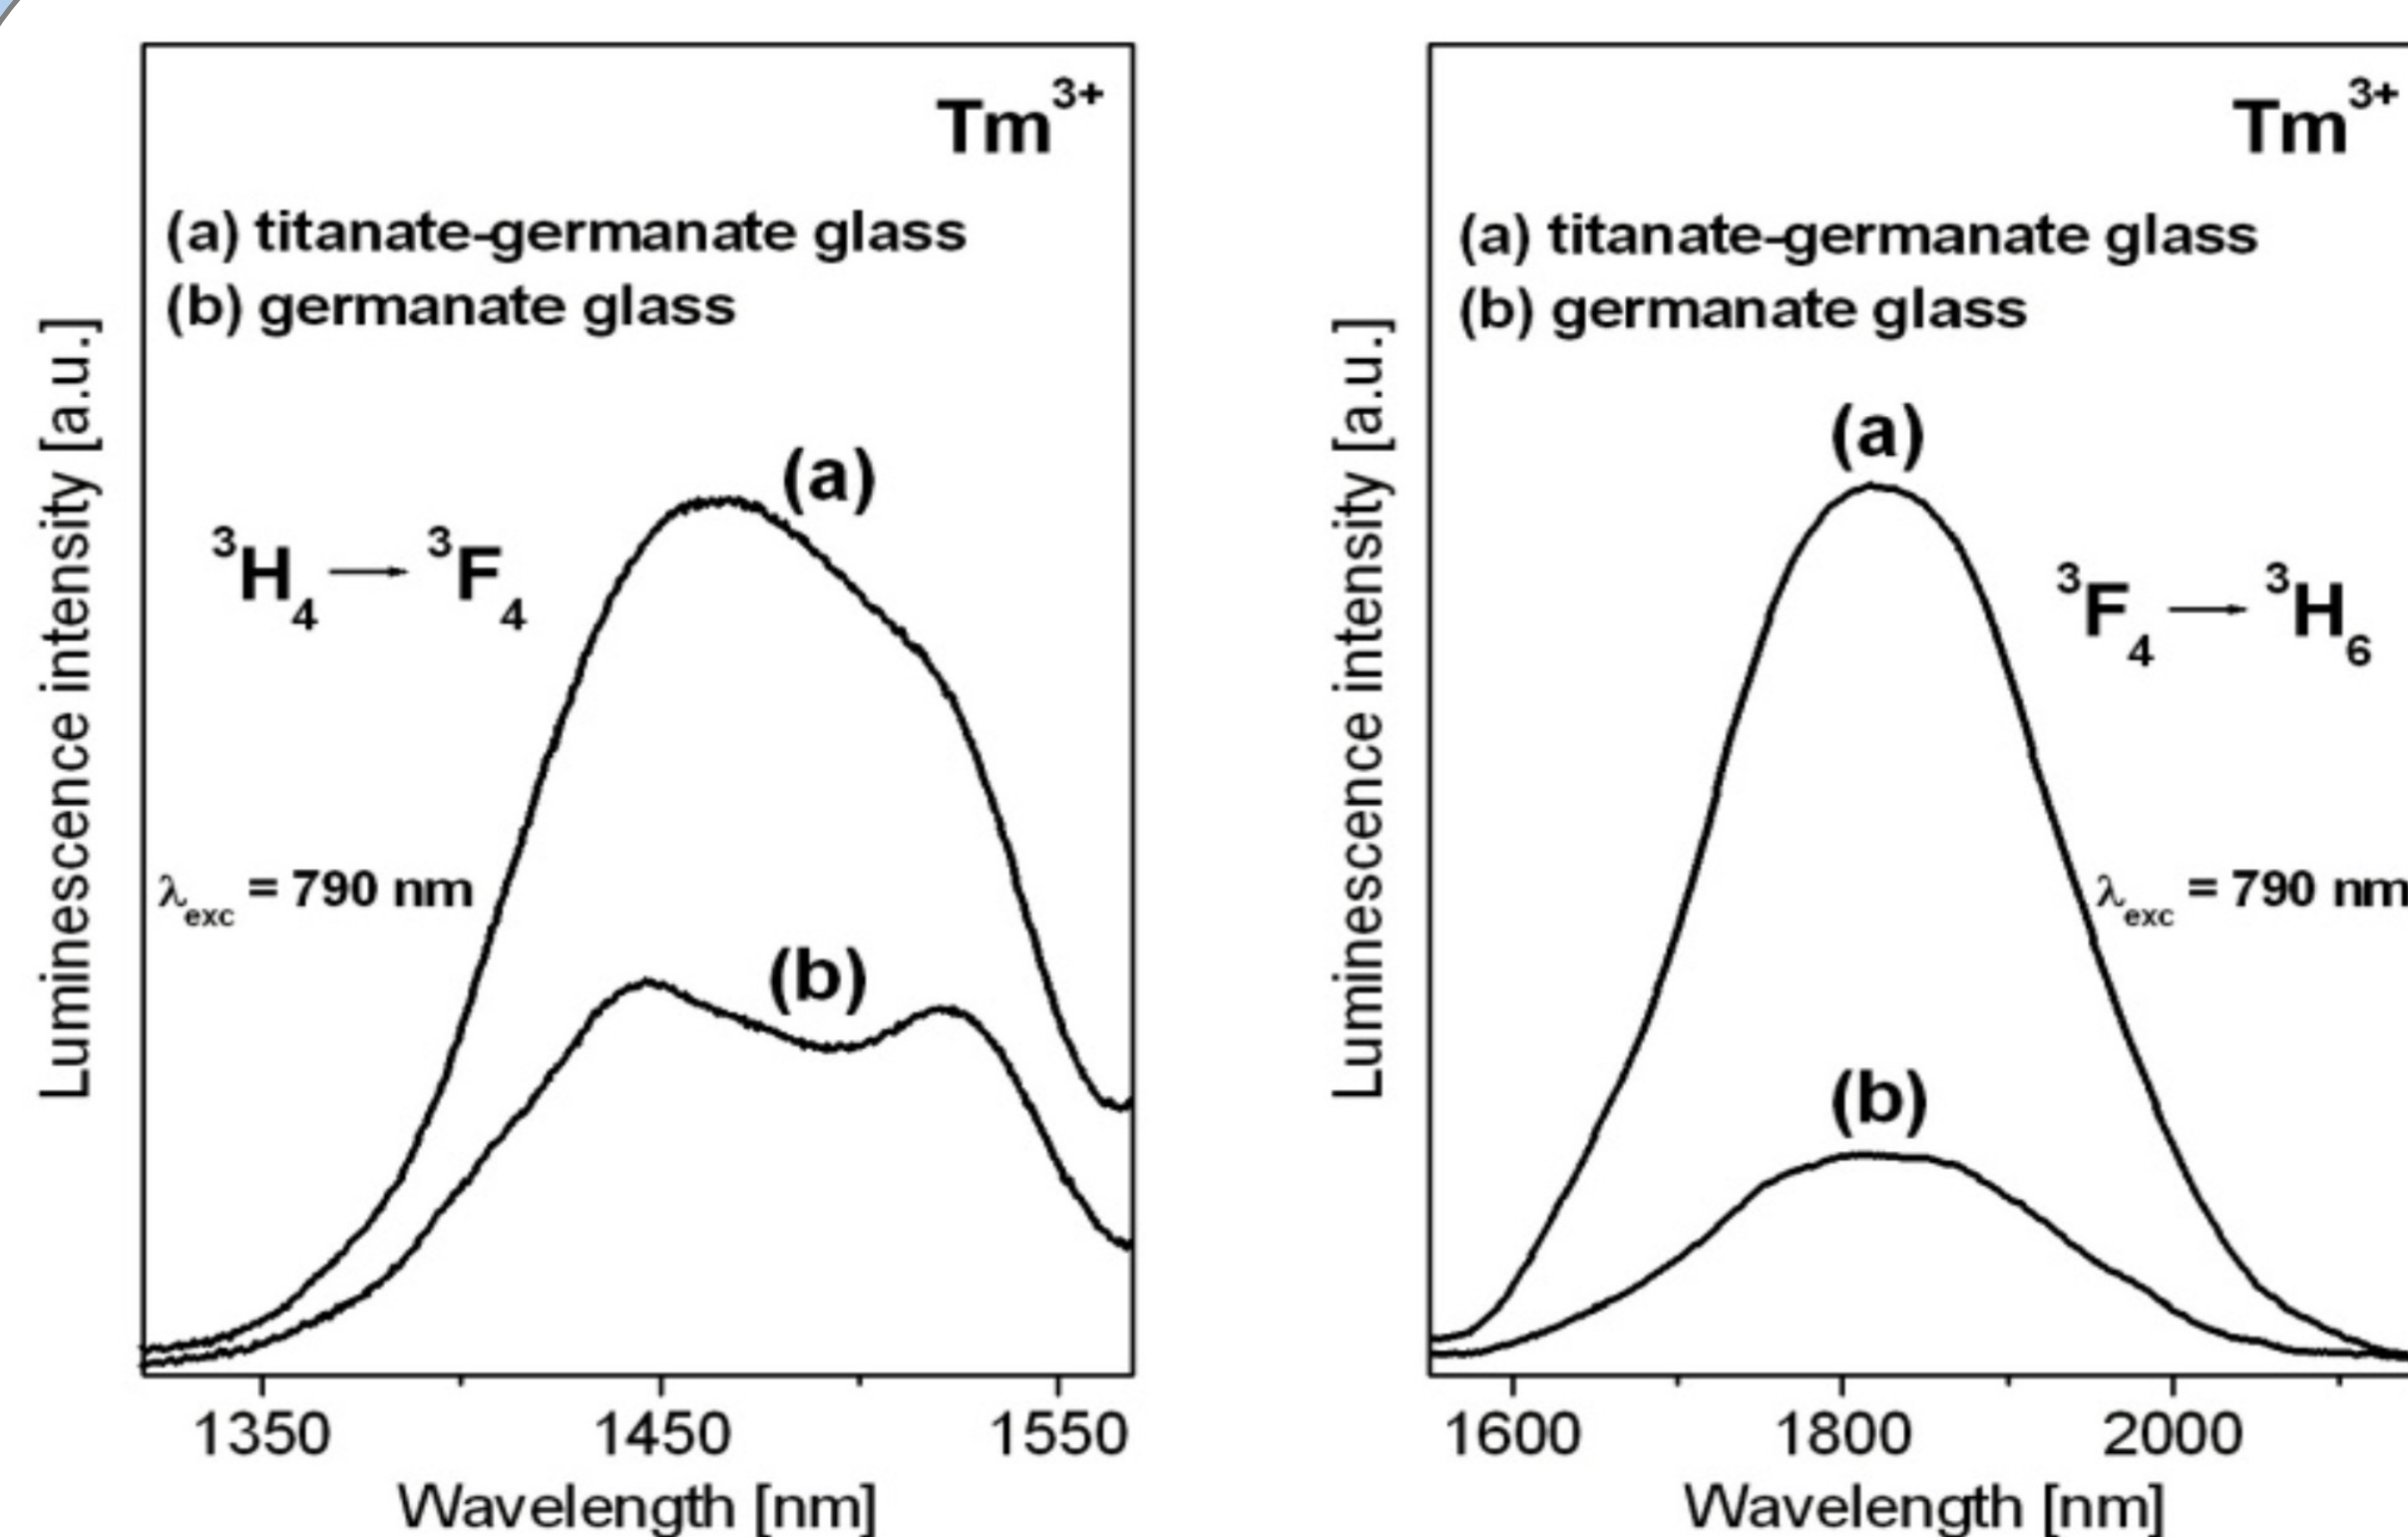 Tm3+
(a) titanate-germanate glass
(b) germanate glass
(a)
3H4 → 3F4
λexc = 790 nm
(b)
1350 1450 1550
Wavelength [nm]
Luminescence intensity [a.u.]
Tm3+
(a) titanate-germanate glass
(b) germanate glass
(a)
3F4 → 3H6
λexc = 790 nm
(b)
1600 1800 2000
Wavelength [nm]
Luminescence intensity [a.u.]